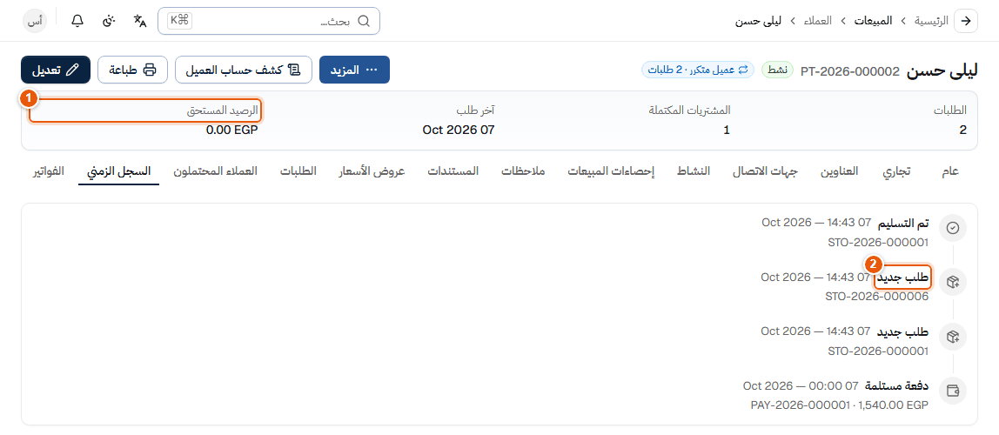 الرئيسية > المبيعات > العملاء > ليلى حسن
بحث... ⌘K
أس
ليلى حسن PT-2026-000002 نشط عميل متكرر · 2 طلبات
المزيد
كشف حساب العميل
طباعة
تعديل
1
الطلبات
2
المشتريات المكتملة
1
آخر طلب
07 Oct 2026
الرصيد المستحق
0.00 EGP
عام تجاري العناوين جهات الاتصال النشاط إحصاءات المبيعات ملاحظات المستندات عروض الأسعار الطلبات العملاء المحتملون السجل الزمني الفواتير
تم التسليم 07 Oct 2026 — 14:43
STO-2026-000001
2
طلب جديد 07 Oct 2026 — 14:43
STO-2026-000006
طلب جديد 07 Oct 2026 — 14:43
STO-2026-000001
دفعة مستلمة 07 Oct 2026 — 00:00
PAY-2026-000001 · 1,540.00 EGP